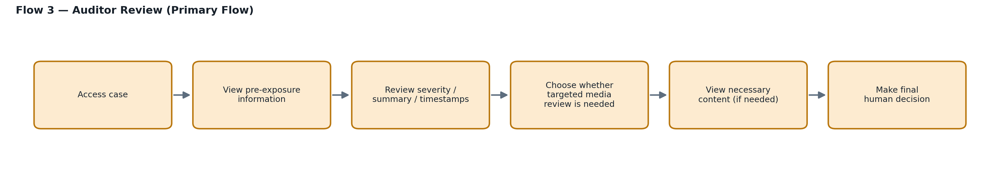 Flow 3 — Auditor Review (Primary Flow)
Access case
View pre-exposure
information
Review severity /
summary / timestamps
Choose whether
targeted media
review is needed
View necessary
content (if needed)
Make final
human decision